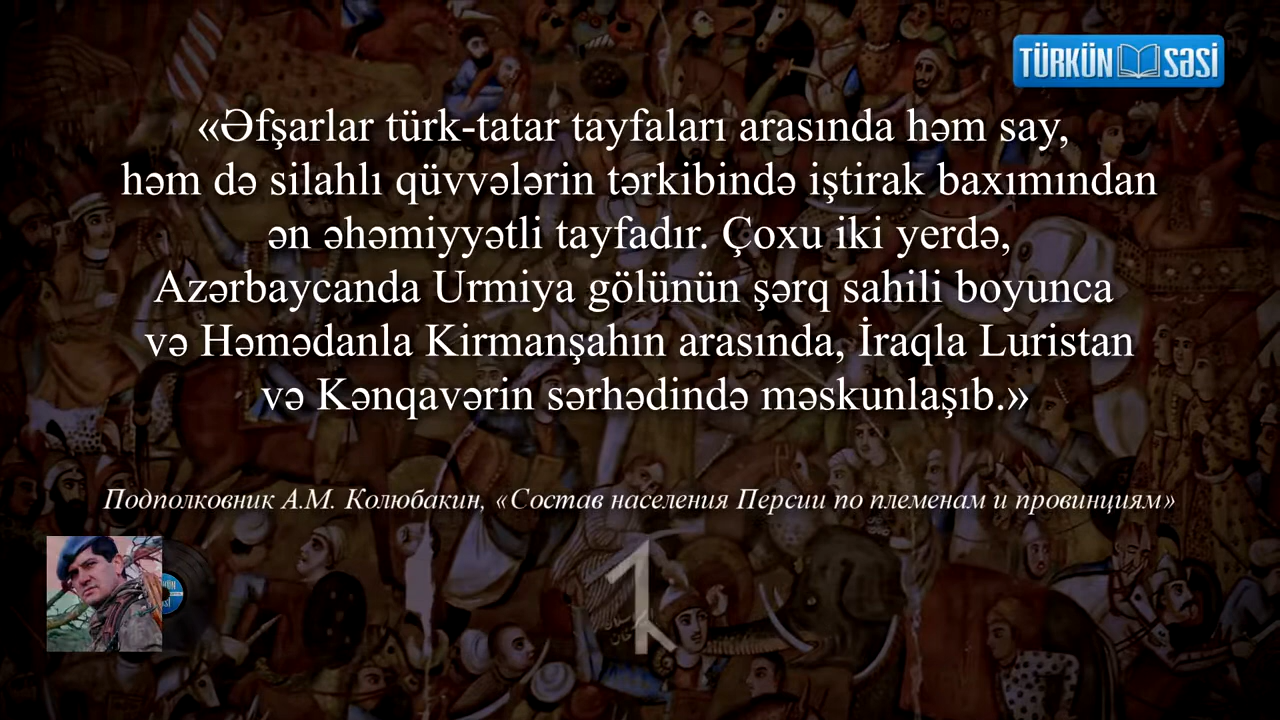 TÜRKÜN SƏSİ
«Əfşarlar türk-tatar tayfaları arasında həm say,
həm də silahlı qüvvələrin tərkibində iştirak baxımından
ən əhəmiyyətli tayfadır. Çoxu iki yerdə,
Azərbaycanda Urmiya gölünün şərq sahili boyunca
və Həmədanla Kirmanşahın arasında, İraqla Luristan
və Kənqavərin sərhədində məskunlaşıb.»
Подполковник А.М. Колюбакин, «Состав населения Персии по племенам и провинциям»